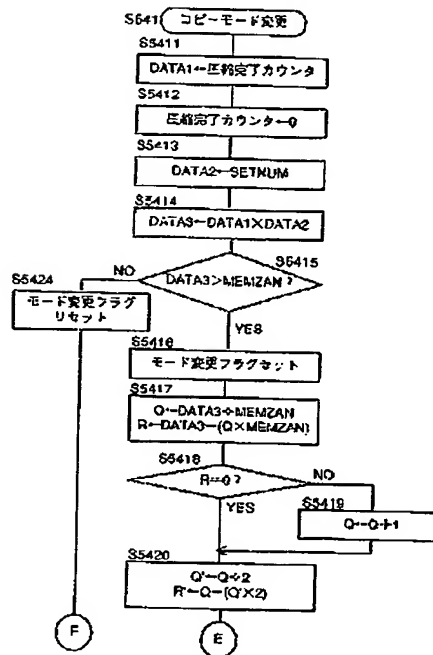 S541
コピーモード変更
S5411
DATA1←圧縮完了カウンタ
S5412
圧縮完了カウンタ←0
S5413
DATA2←SETNUM
S5414
DATA3←DATA1×DATA2
S5415
DATA3>MEMZAN?
NO
YES
S5424
モード変更フラグ
リセット
S5416
モード変更フラグセット
S5417
Q←DATA3÷MEMZAN
R←DATA3−(Q×MEMZAN)
S5418
R=0?
NO
YES
S5419
Q←Q+1
S5420
Q'←Q÷2
R'←Q−(Q'×2)
F
E